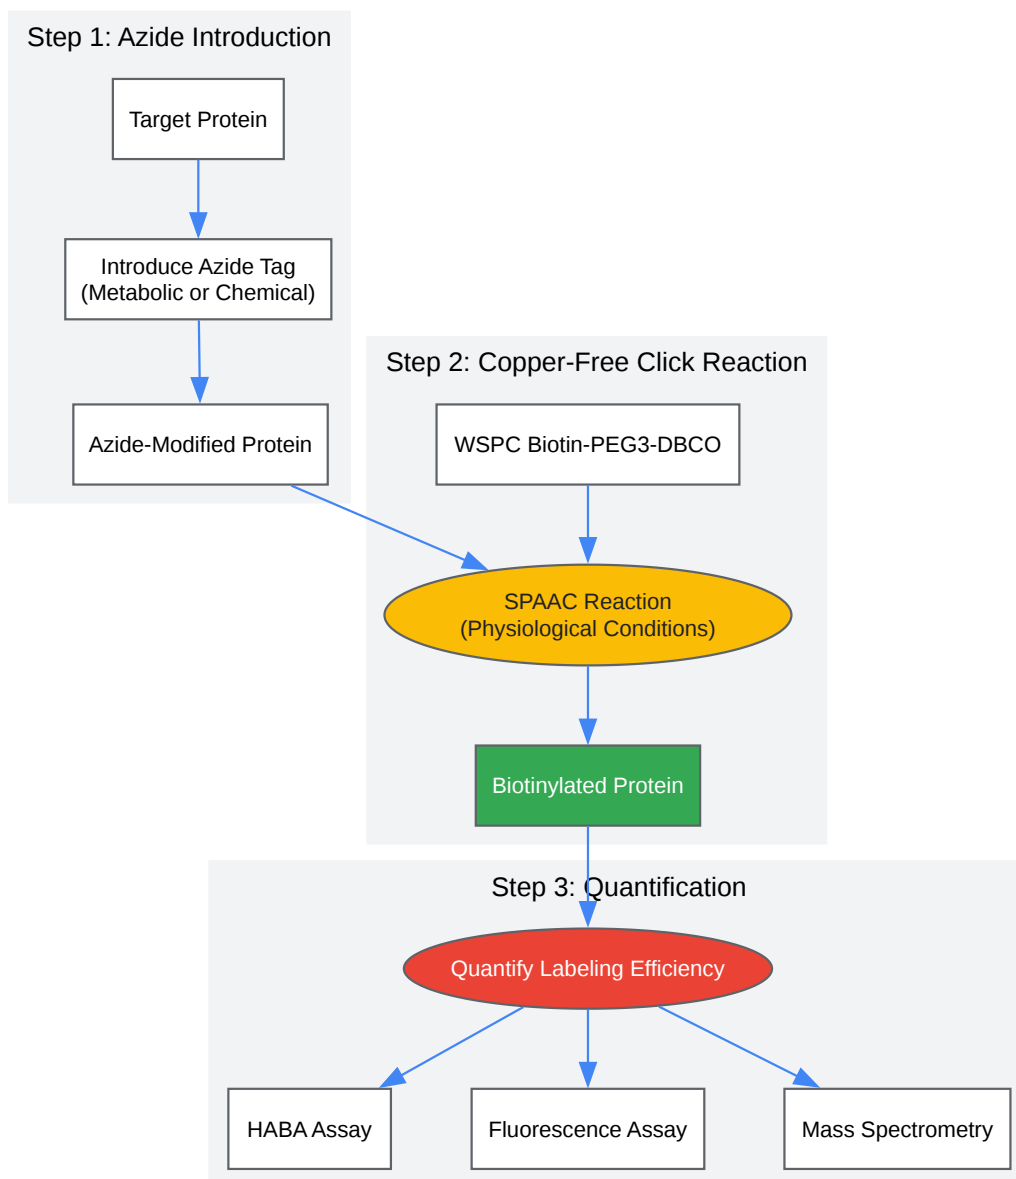 Step 1: Azide Introduction
Target Protein
Introduce Azide Tag
(Metabolic or Chemical)
Azide-Modified Protein
Step 2: Copper-Free Click Reaction
WSPC Biotin-PEG3-DBCO
SPAAC Reaction
(Physiological Conditions)
Biotinylated Protein
Step 3: Quantification
Quantify Labeling Efficiency
HABA Assay
Fluorescence Assay
Mass Spectrometry